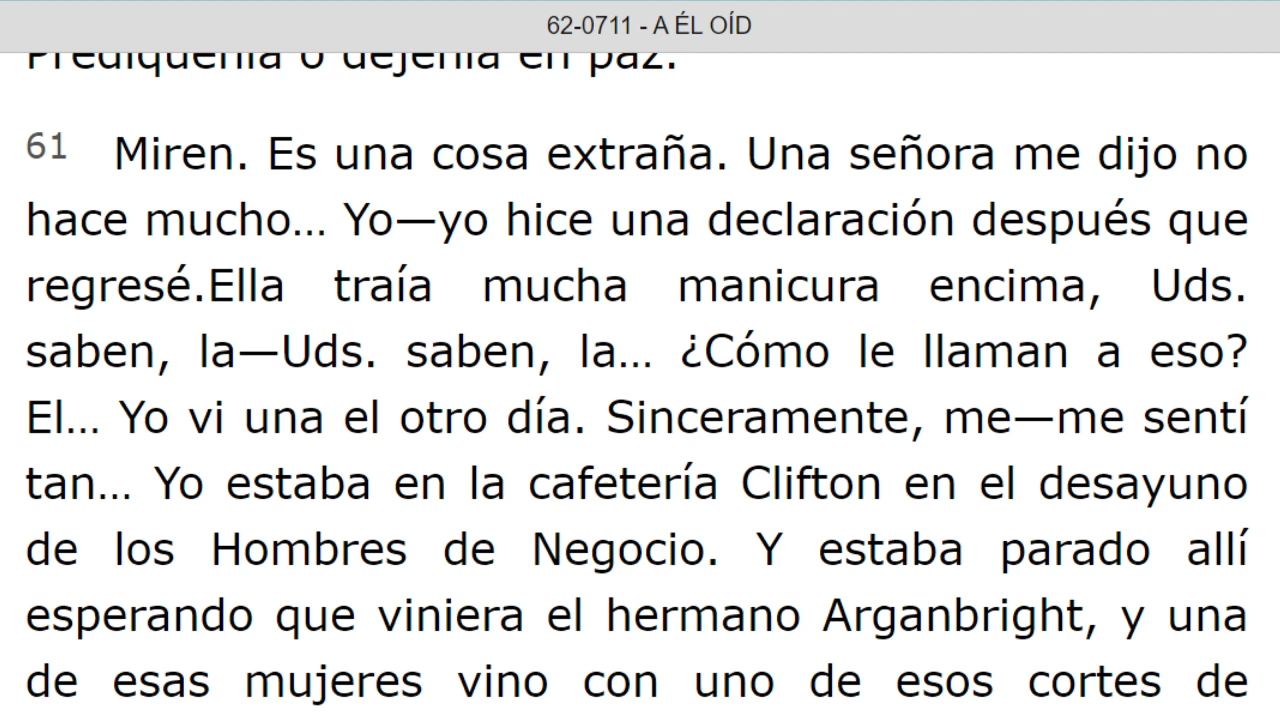 62-0711 - A ÉL OÍD
Prediquenla o déjenla en paz.
61 Miren. Es una cosa extraña. Una señora me dijo no
hace mucho... Yo—yo hice una declaración después que
regresé.Ella traía mucha manicura encima, Uds.
saben, la—Uds. saben, la... ¿Cómo le llaman a eso?
El... Yo vi una el otro día. Sinceramente, me—me sentí
tan... Yo estaba en la cafetería Clifton en el desayuno
de los Hombres de Negocio. Y estaba parado allí
esperando que viniera el hermano Arganbright, y una
de esas mujeres vino con uno de esos cortes de